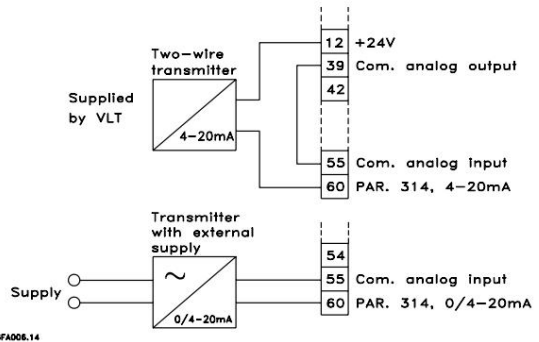 12 +24V
Two-wire
transmitter
39 Com. analog output
42
Supplied
by VLT
4-20mA
55 Com. analog input
60 PAR. 314, 4-20mA
Transmitter
with external
supply
54
~
55 Com. analog input
Supply
60 PAR. 314, 0/4-20mA
0/4-20mA
FA006.14